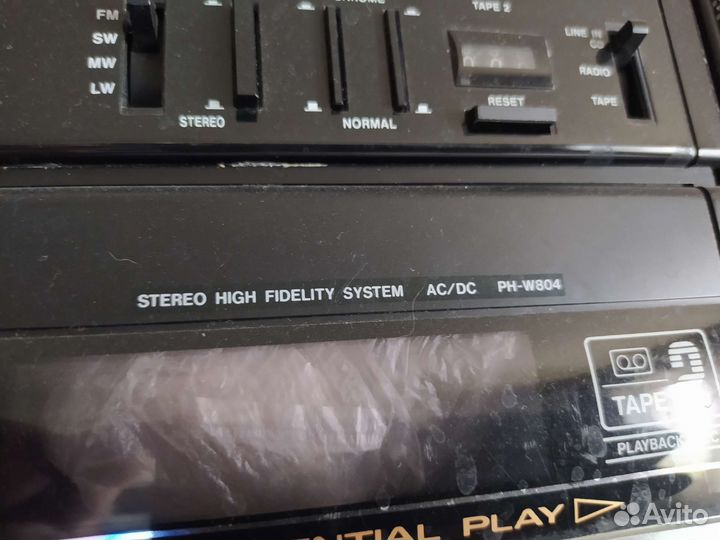 TAPE 2
FM
SW
MW
LW
LINE IN
RADIO
TAPE
RESET
STEREO
NORMAL
STEREO HIGH FIDELITY SYSTEM AC/DC PH-W804
TAPE
PLAYBACK
PLAY
Avito